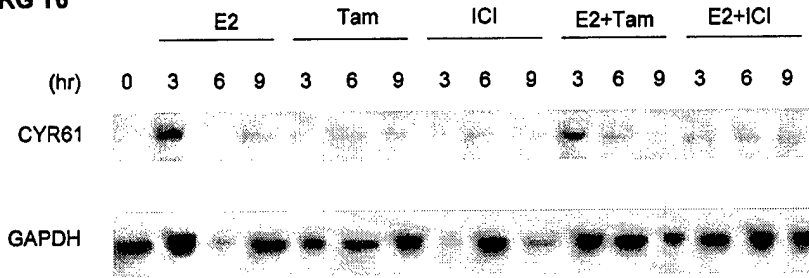 E2 Tam ICI E2+Tam E2+ICI
(hr) 0 3 6 9 3 6 9 3 6 9 3 6 9 3 6 9
CYR61
GAPDH